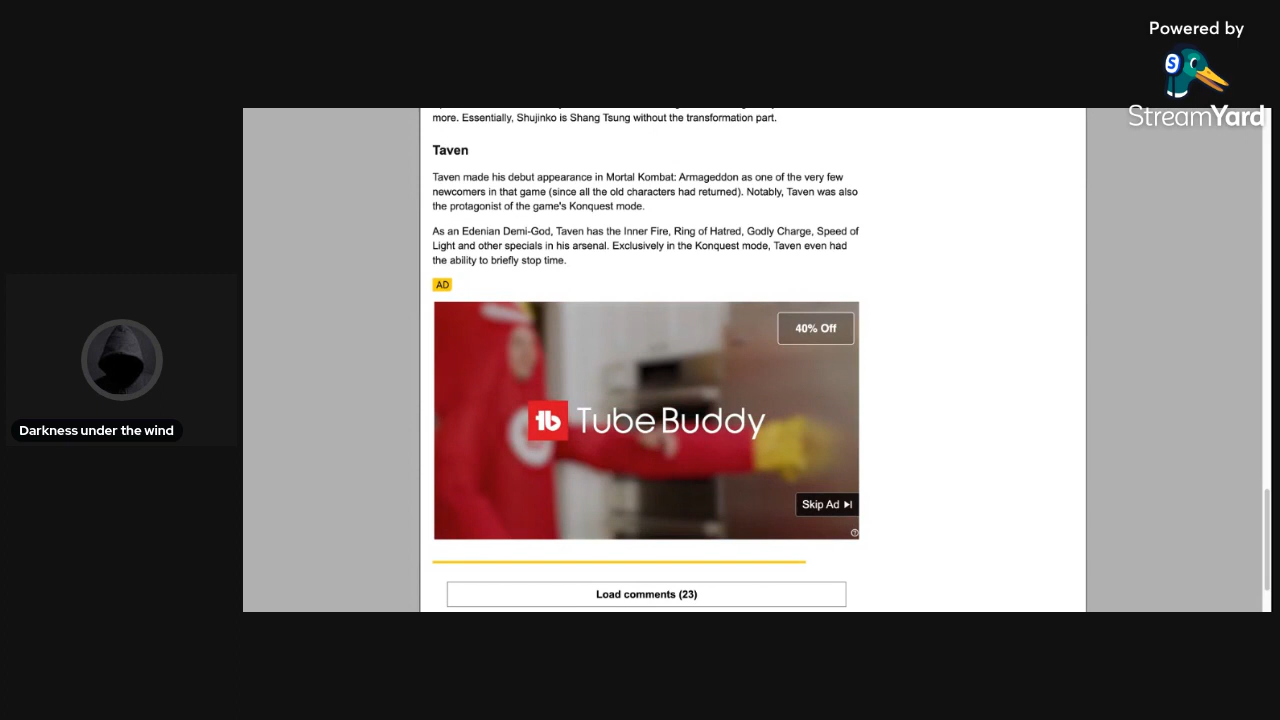 Powered by
StreamYard
more. Essentially, Shujinko is Shang Tsung without the transformation part.
Taven
Taven made his debut appearance in Mortal Kombat: Armageddon as one of the very few
newcomers in that game (since all the old characters had returned). Notably, Taven was also
the protagonist of the game's Konquest mode.
As an Edenian Demi-God, Taven has the Inner Fire, Ring of Hatred, Godly Charge, Speed of
Light and other specials in his arsenal. Exclusively in the Konquest mode, Taven even had
the ability to briefly stop time.
AD
40% Off
tb TubeBuddy
Skip Ad
Load comments (23)
Darkness under the wind